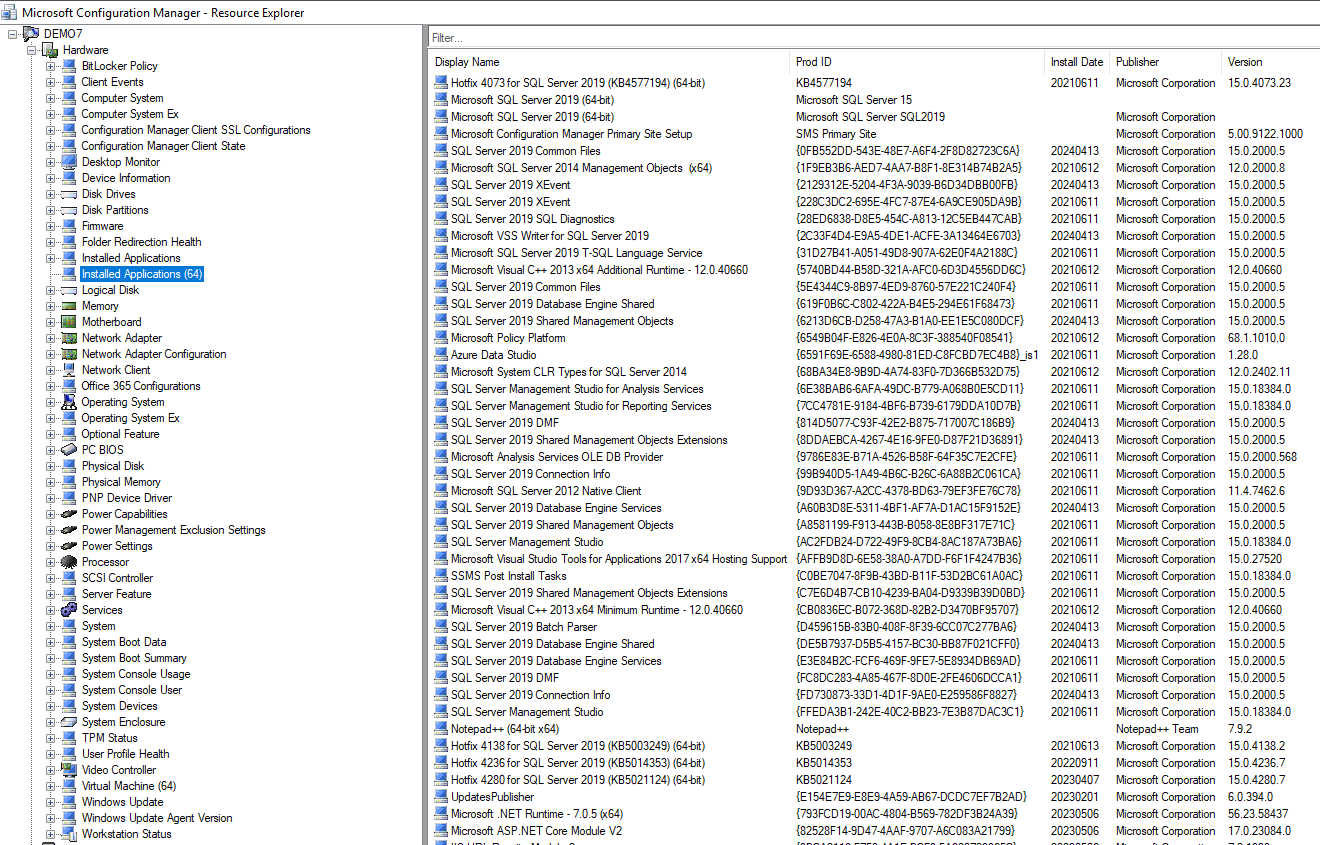 Microsoft Configuration Manager - Resource Explorer
DEMO7
Hardware
BitLocker Policy
Client Events
Computer System
Computer System Ex
Configuration Manager Client SSL Configurations
Configuration Manager Client State
Desktop Monitor
Device Information
Disk Drives
Disk Partitions
Firmware
Folder Redirection Health
Installed Applications
Installed Applications (64)
Logical Disk
Memory
Motherboard
Network Adapter
Network Adapter Configuration
Network Client
Office 365 Configurations
Operating System
Operating System Ex
Optional Feature
PC BIOS
Physical Disk
Physical Memory
PNP Device Driver
Power Capabilities
Power Management Exclusion Settings
Power Settings
Processor
SCSI Controller
Server Feature
Services
System
System Boot Data
System Boot Summary
System Console Usage
System Console User
System Devices
System Enclosure
TPM Status
User Profile Health
Video Controller
Virtual Machine (64)
Windows Update
Windows Update Agent Version
Workstation Status
Filter...
Display Name Prod ID Install Date Publisher Version
Hotfix 4073 for SQL Server 2019 (KB4577194) (64-bit) KB4577194 20210611 Microsoft Corporation 15.0.4073.23
Microsoft SQL Server 2019 (64-bit) Microsoft SQL Server 15
Microsoft SQL Server 2019 (64-bit) Microsoft SQL Server SQL2019 Microsoft Corporation
Microsoft Configuration Manager Primary Site Setup SMS Primary Site Microsoft Corporation 5.00.9122.1000
SQL Server 2019 Common Files {0FB552DD-543E-48E7-A6F4-2F8D82723C6A} 20240413 Microsoft Corporation 15.0.2000.5
Microsoft SQL Server 2014 Management Objects (x64) {1F9EB3B6-AED7-4AA7-B8F1-8E314B74B2A5} 20210612 Microsoft Corporation 12.0.2000.8
SQL Server 2019 XEvent {2129312E-5204-4F3A-9039-B6D34DBB00FB} 20240413 Microsoft Corporation 15.0.2000.5
SQL Server 2019 XEvent {228C3DC2-695E-4FC7-87E4-6A9CE905DA9B} 20210611 Microsoft Corporation 15.0.2000.5
SQL Server 2019 SQL Diagnostics {28ED6838-D8E5-454C-A813-12C5EB447CAB} 20210611 Microsoft Corporation 15.0.2000.5
Microsoft VSS Writer for SQL Server 2019 {2C33F4D4-E9A5-4DE1-ACFE-3A13464E6703} 20240413 Microsoft Corporation 15.0.2000.5
Microsoft SQL Server 2019 T-SQL Language Service {31D27B41-A051-49D8-907A-62E0F4A2188C} 20210611 Microsoft Corporation 15.0.2000.5
Microsoft Visual C++ 2013 x64 Additional Runtime - 12.0.40660 {5740BD44-B58D-321A-AFC0-6D3D4556DD6C} 20210612 Microsoft Corporation 12.0.40660
SQL Server 2019 Common Files {5E4344C9-8B97-4ED9-8760-57E221C240F4} 20210611 Microsoft Corporation 15.0.2000.5
SQL Server 2019 Database Engine Shared {619F0B6C-C802-422A-B4E5-294E61F68473} 20210611 Microsoft Corporation 15.0.2000.5
SQL Server 2019 Shared Management Objects {6213D6CB-D258-47A3-B1A0-EE1E5C080DCF} 20240413 Microsoft Corporation 15.0.2000.5
Microsoft Policy Platform {6549B04F-E826-4E0A-8C3F-388540F08541} 20210612 Microsoft Corporation 68.1.1010.0
Azure Data Studio {6591F69E-6588-4980-81ED-C8FCBD7EC4B8}_is1 20210611 Microsoft Corporation 1.28.0
Microsoft System CLR Types for SQL Server 2014 {68BA34E8-9B9D-4A74-83F0-7D366B532D75} 20210612 Microsoft Corporation 12.0.2402.11
SQL Server Management Studio for Analysis Services {6E38BAB6-6AFA-49DC-B779-A068B0E5CD11} 20210611 Microsoft Corporation 15.0.18384.0
SQL Server Management Studio for Reporting Services {7CC4781E-9184-4BF6-B739-6179DDA10D7B} 20210611 Microsoft Corporation 15.0.18384.0
SQL Server 2019 DMF {814D5077-C93F-42E2-B875-717007C186B9} 20240413 Microsoft Corporation 15.0.2000.5
SQL Server 2019 Shared Management Objects Extensions {8DDAEBCA-4267-4E16-9FE0-D87F21D36891} 20240413 Microsoft Corporation 15.0.2000.5
Microsoft Analysis Services OLE DB Provider {9786E83E-B71A-4526-B58F-64F35C7E2CFE} 20210611 Microsoft Corporation 15.0.2000.568
SQL Server 2019 Connection Info {99B940D5-1A49-4B6C-B26C-6A88B2C061CA} 20210611 Microsoft Corporation 15.0.2000.5
Microsoft SQL Server 2012 Native Client {9D93D367-A2CC-4378-BD63-79EF3FE76C78} 20210611 Microsoft Corporation 11.4.7462.6
SQL Server 2019 Database Engine Services {A60B3D8E-5311-4BF1-AF7A-D1AC15F9152E} 20240413 Microsoft Corporation 15.0.2000.5
SQL Server 2019 Shared Management Objects {A8581199-F913-443B-B058-8E8BF317E71C} 20210611 Microsoft Corporation 15.0.2000.5
SQL Server Management Studio {AC2FDB24-D722-49F9-8CB4-8AC187A73BA6} 20210611 Microsoft Corporation 15.0.18384.0
Microsoft Visual Studio Tools for Applications 2017 x64 Hosting Support {AFFB9D8D-6E58-38A0-A7DD-F6F1F4247B36} 20210611 Microsoft Corporation 15.0.27520
SSMS Post Install Tasks {C0BE7047-8F9B-43BD-B11F-53D2BC61A0AC} 20210611 Microsoft Corporation 15.0.18384.0
SQL Server 2019 Shared Management Objects Extensions {C7E6D4B7-CB10-4239-BA04-D9339B39D0BD} 20210611 Microsoft Corporation 15.0.2000.5
Microsoft Visual C++ 2013 x64 Minimum Runtime - 12.0.40660 {CB0836EC-B072-368D-82B2-D3470BF95707} 20210612 Microsoft Corporation 12.0.40660
SQL Server 2019 Batch Parser {D459615B-83B0-408F-8F39-6CC07C277BA6} 20240413 Microsoft Corporation 15.0.2000.5
SQL Server 2019 Database Engine Shared {DE5B7937-D5B5-4157-BC30-BB87F021CFF0} 20240413 Microsoft Corporation 15.0.2000.5
SQL Server 2019 Database Engine Services {E3E84B2C-FCF6-469F-9FE7-5E8934DB69AD} 20210611 Microsoft Corporation 15.0.2000.5
SQL Server 2019 DMF {FC8DC283-4A85-467F-8D0E-2FE4606DCCA1} 20210611 Microsoft Corporation 15.0.2000.5
SQL Server 2019 Connection Info {FD730873-33D1-4D1F-9AE0-E259586F8827} 20240413 Microsoft Corporation 15.0.2000.5
SQL Server Management Studio {FFEDA3B1-242E-40C2-BB23-7E3B87DAC3C1} 20210611 Microsoft Corporation 15.0.18384.0
Notepad++ (64-bit x64) Notepad++ Notepad++ Team 7.9.2
Hotfix 4138 for SQL Server 2019 (KB5003249) (64-bit) KB5003249 20210613 Microsoft Corporation 15.0.4138.2
Hotfix 4236 for SQL Server 2019 (KB5014353) (64-bit) KB5014353 20220911 Microsoft Corporation 15.0.4236.7
Hotfix 4280 for SQL Server 2019 (KB5021124) (64-bit) KB5021124 20230407 Microsoft Corporation 15.0.4280.7
UpdatesPublisher {E154E7E9-E8E9-4A59-AB67-DCDC7EF7B2AD} 20230201 Microsoft Corporation 6.0.394.0
Microsoft .NET Runtime - 7.0.5 (x64) {793FCD19-00AC-4804-B569-782DF3B24A39} 20230506 Microsoft Corporation 56.23.58437
Microsoft ASP.NET Core Module V2 {82528F14-9D47-4AAF-9707-A6C083A21799} 20230506 Microsoft Corporation 17.0.23084.0